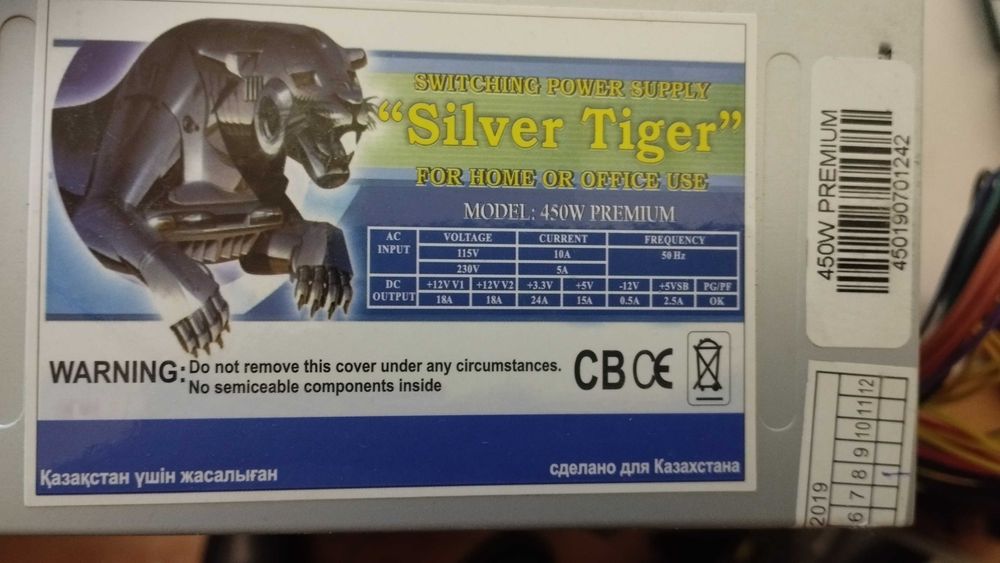 SWITCHING POWER SUPPLY
“Silver Tiger”
FOR HOME OR OFFICE USE
MODEL: 450W PREMIUM
AC INPUT VOLTAGE CURRENT FREQUENCY
115V 10A 50 Hz
230V 5A
DC OUTPUT +12V V1 +12V V2 +3.3V +5V -12V +5VSB PG/PF
18A 18A 24A 15A 0.5A 2.5A OK
WARNING: Do not remove this cover under any circumstances.
No semiceable components inside
CB CE
Қазақстан үшін жасалыған
сделано для Казахстана
450W PREMIUM
450190701242
2019
6 7 8 9 10 11 12
1